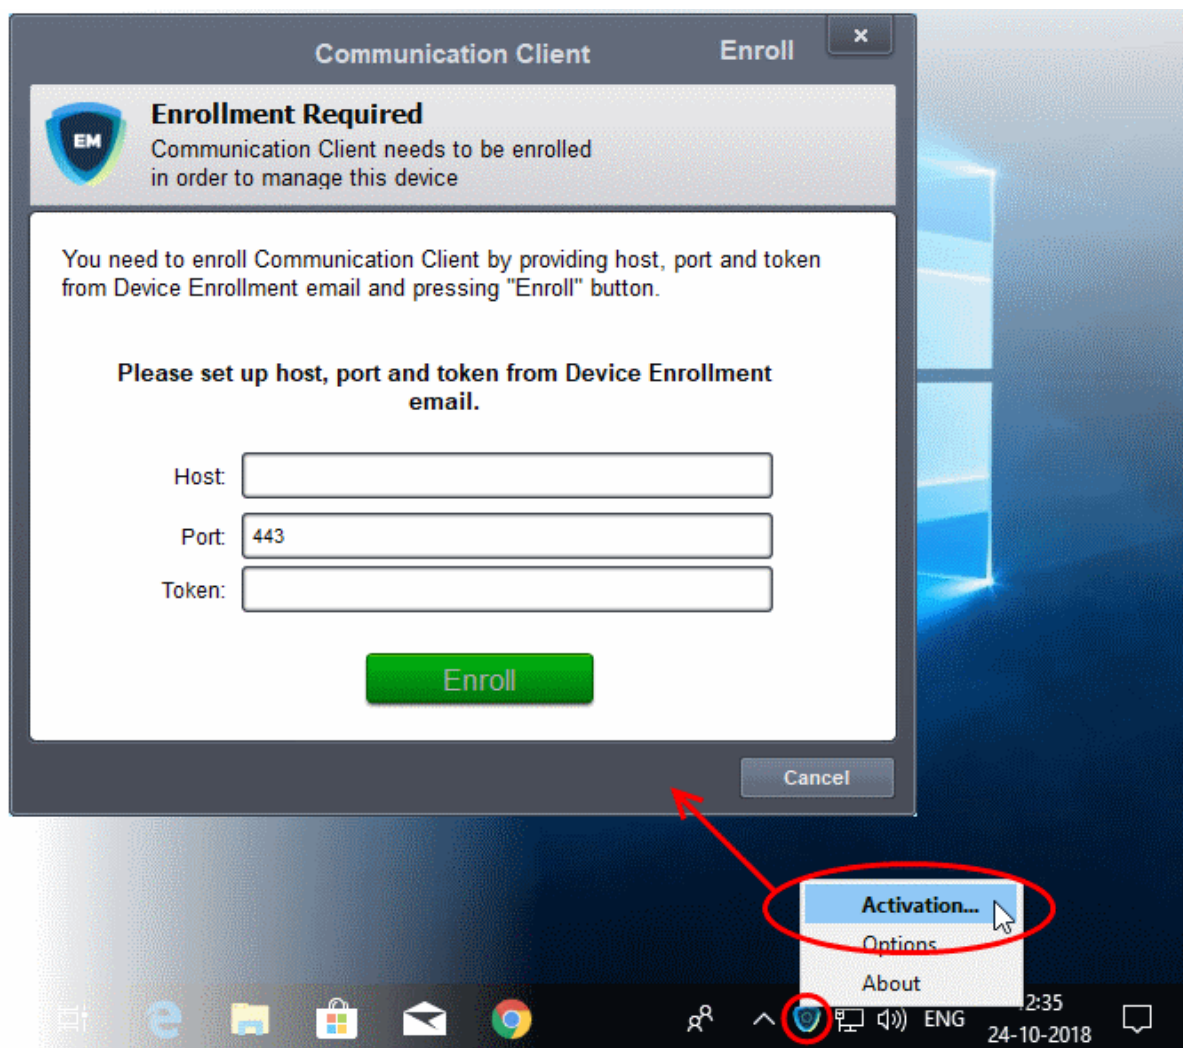 Communication Client
Enroll
×
EM
Enrollment Required
Communication Client needs to be enrolled
in order to manage this device
You need to enroll Communication Client by providing host, port and token
from Device Enrollment email and pressing "Enroll" button.
Please set up host, port and token from Device Enrollment
email.
Host:
Port: 443
Token:
Enroll
Cancel
Activation...
Options
About
2:35
ENG
24-10-2018